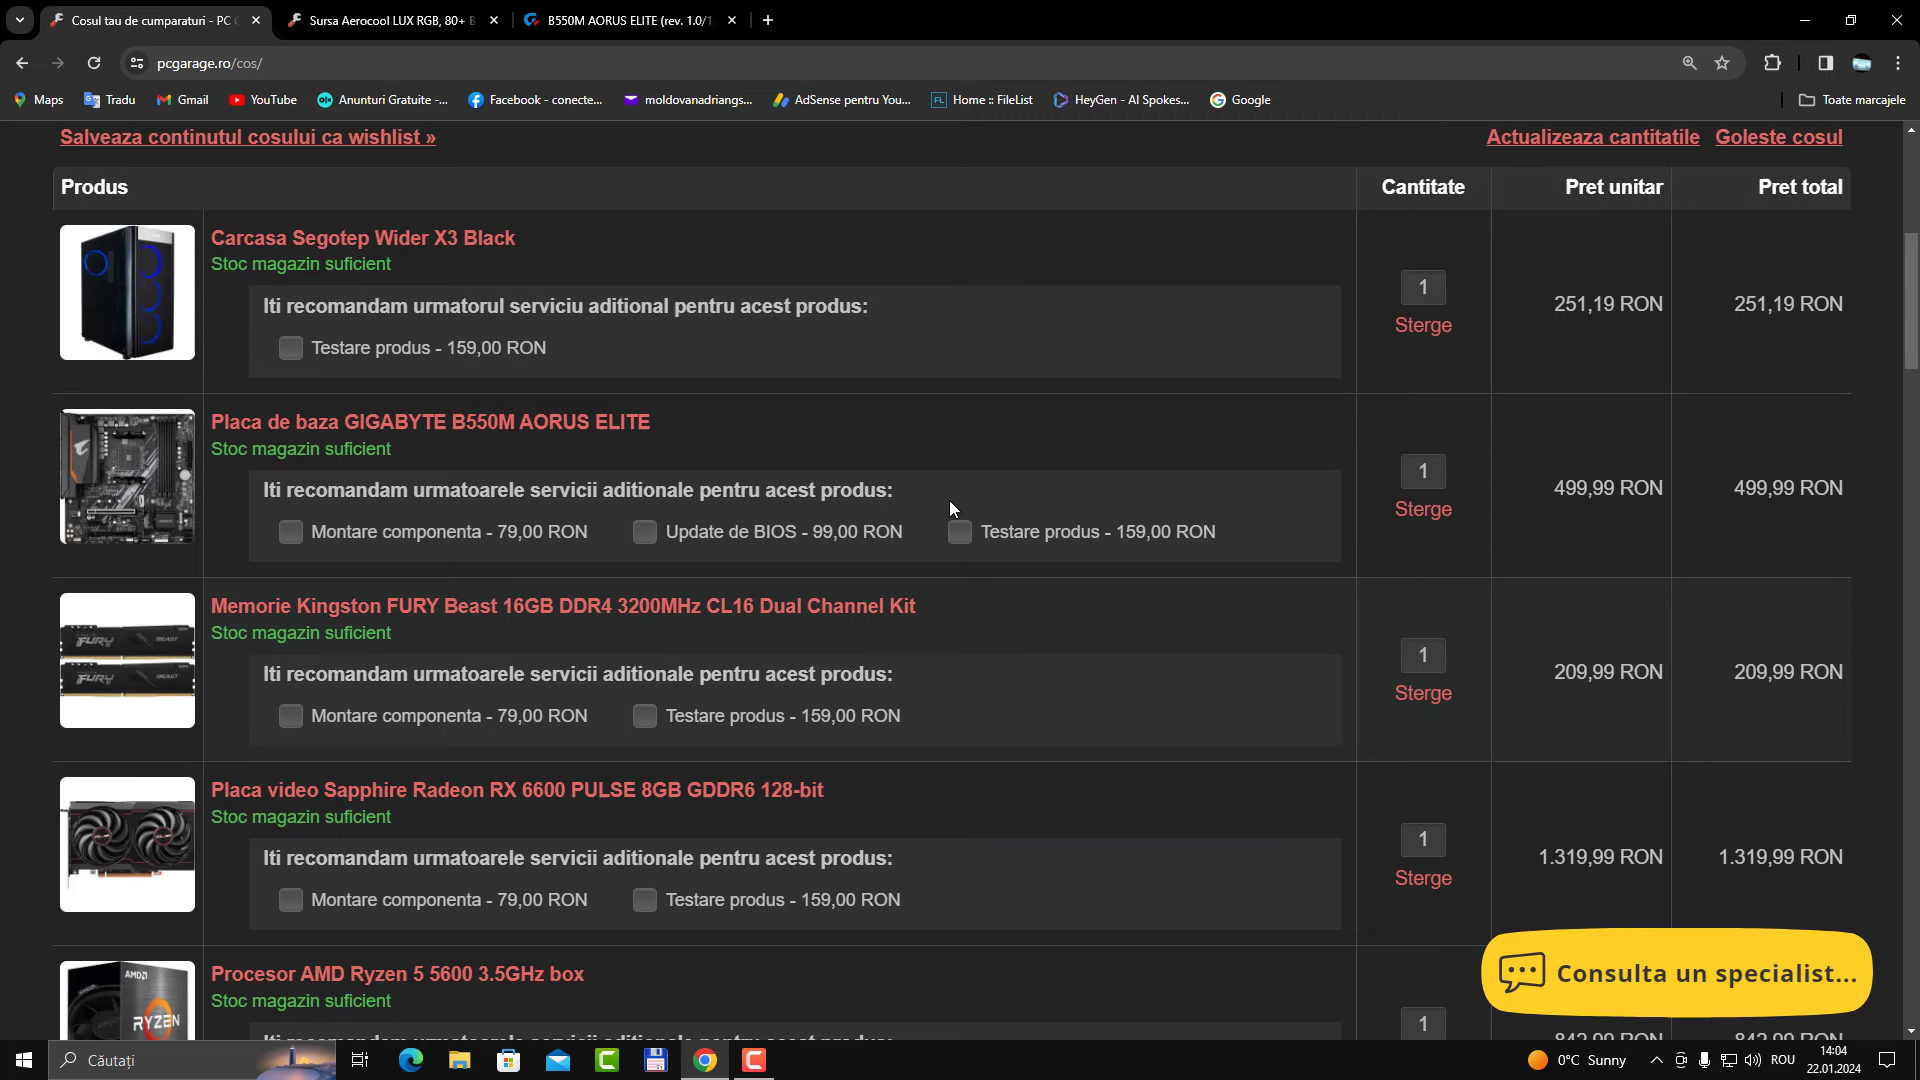 Cosul tau de cumparaturi - PC
Sursa Aerocool LUX RGB, 80+ B
B550M AORUS ELITE (rev. 1.0/1
pcgarage.ro/cos/
Maps
Tradu
Gmail
YouTube
Anunturi Gratuite -...
Facebook - conecte...
moldovanadriangs...
AdSense pentru You...
FL Home :: FileList
HeyGen - AI Spokes...
Google
Toate marcajele
Salveaza continutul cosului ca wishlist »
Actualizeaza cantitatile Goleste cosul
Produs Cantitate Pret unitar Pret total
Carcasa Segotep Wider X3 Black
Stoc magazin suficient
Iti recomandam urmatorul serviciu aditional pentru acest produs:
Testare produs - 159,00 RON
1
Sterge
251,19 RON 251,19 RON
Placa de baza GIGABYTE B550M AORUS ELITE
Stoc magazin suficient
Iti recomandam urmatoarele servicii aditionale pentru acest produs:
Montare componenta - 79,00 RON Update de BIOS - 99,00 RON Testare produs - 159,00 RON
1
Sterge
499,99 RON 499,99 RON
FURY BEAST
FURY BEAST
Memorie Kingston FURY Beast 16GB DDR4 3200MHz CL16 Dual Channel Kit
Stoc magazin suficient
Iti recomandam urmatoarele servicii aditionale pentru acest produs:
Montare componenta - 79,00 RON Testare produs - 159,00 RON
1
Sterge
209,99 RON 209,99 RON
Placa video Sapphire Radeon RX 6600 PULSE 8GB GDDR6 128-bit
Stoc magazin suficient
Iti recomandam urmatoarele servicii aditionale pentru acest produs:
Montare componenta - 79,00 RON Testare produs - 159,00 RON
1
Sterge
1.319,99 RON 1.319,99 RON
AMD
RYZEN
Procesor AMD Ryzen 5 5600 3.5GHz box
Stoc magazin suficient
1
Consulta un specialist...
Căutați
0°C Sunny
ROU
14:04
22.01.2024